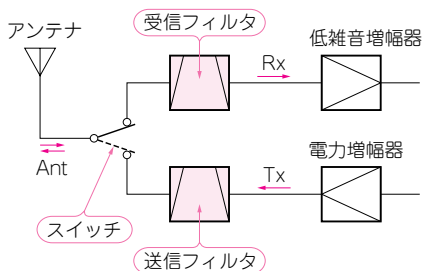 受信フィルタ
アンテナ
低雑音増幅器
Rx
Ant
電力増幅器
Tx
スイッチ
送信フィルタ